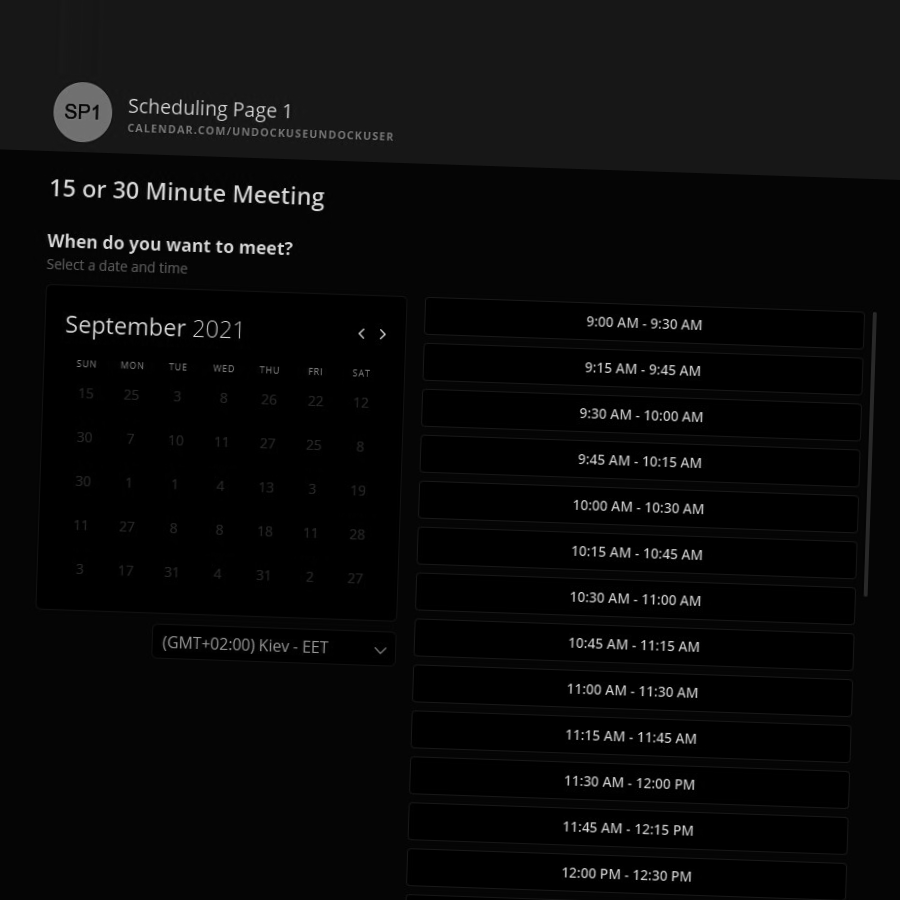 SP1
Scheduling Page 1
CALENDAR.COM/UNDOCKUSEUNDOCKUSER
15 or 30 Minute Meeting
When do you want to meet?
Select a date and time
September 2021
SUN MON TUE WED THU FRI SAT
15 25 3 8 26 22 12
30 7 10 11 27 25 8
30 1 1 4 13 3 19
11 27 8 8 18 11 28
3 17 31 4 31 2 27
(GMT+02:00) Kiev - EET
9:00 AM - 9:30 AM
9:15 AM - 9:45 AM
9:30 AM - 10:00 AM
9:45 AM - 10:15 AM
10:00 AM - 10:30 AM
10:15 AM - 10:45 AM
10:30 AM - 11:00 AM
10:45 AM - 11:15 AM
11:00 AM - 11:30 AM
11:15 AM - 11:45 AM
11:30 AM - 12:00 PM
11:45 AM - 12:15 PM
12:00 PM - 12:30 PM